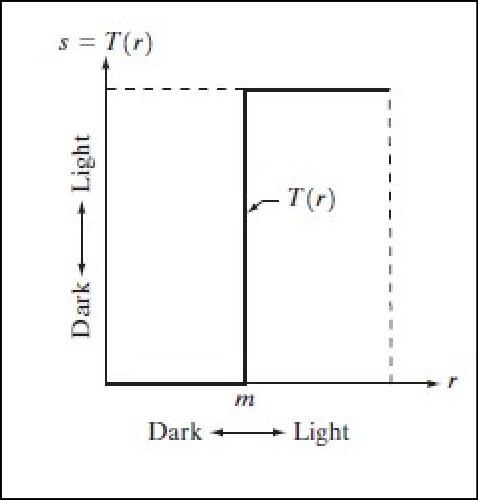 s = T(r)
Dark ↔ Light
T(r)
r
m
Dark ↔ Light